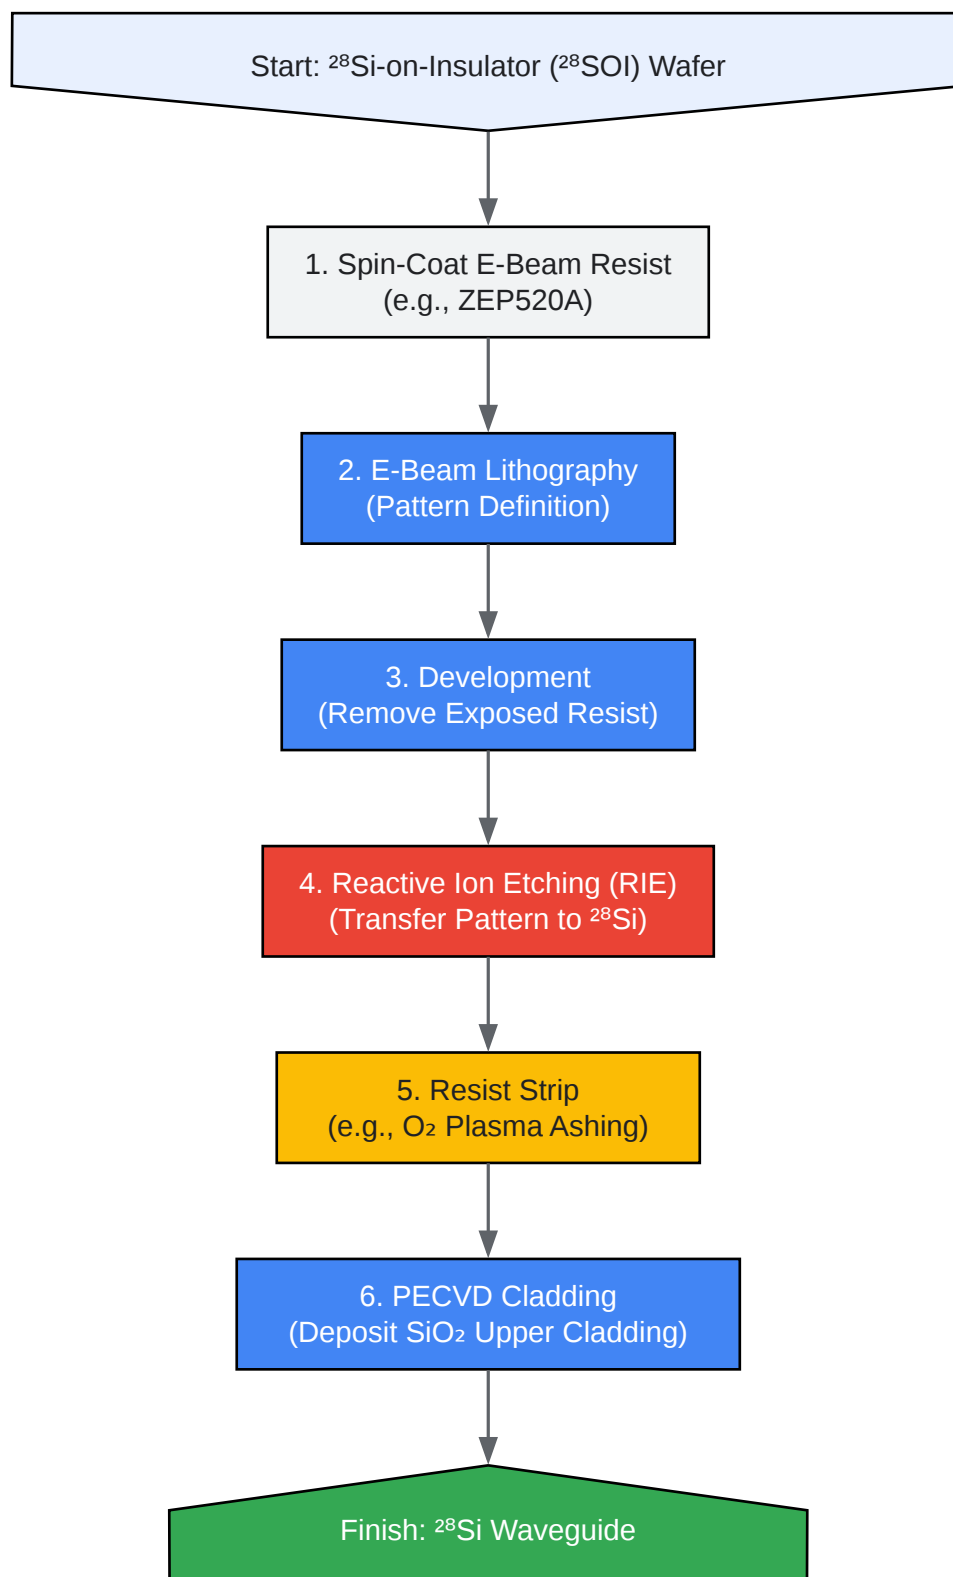 Start: ²⁸Si-on-Insulator (²⁸SOI) Wafer
1. Spin-Coat E-Beam Resist
(e.g., ZEP520A)
2. E-Beam Lithography
(Pattern Definition)
3. Development
(Remove Exposed Resist)
4. Reactive Ion Etching (RIE)
(Transfer Pattern to ²⁸Si)
5. Resist Strip
(e.g., O₂ Plasma Ashing)
6. PECVD Cladding
(Deposit SiO₂ Upper Cladding)
Finish: ²⁸Si Waveguide